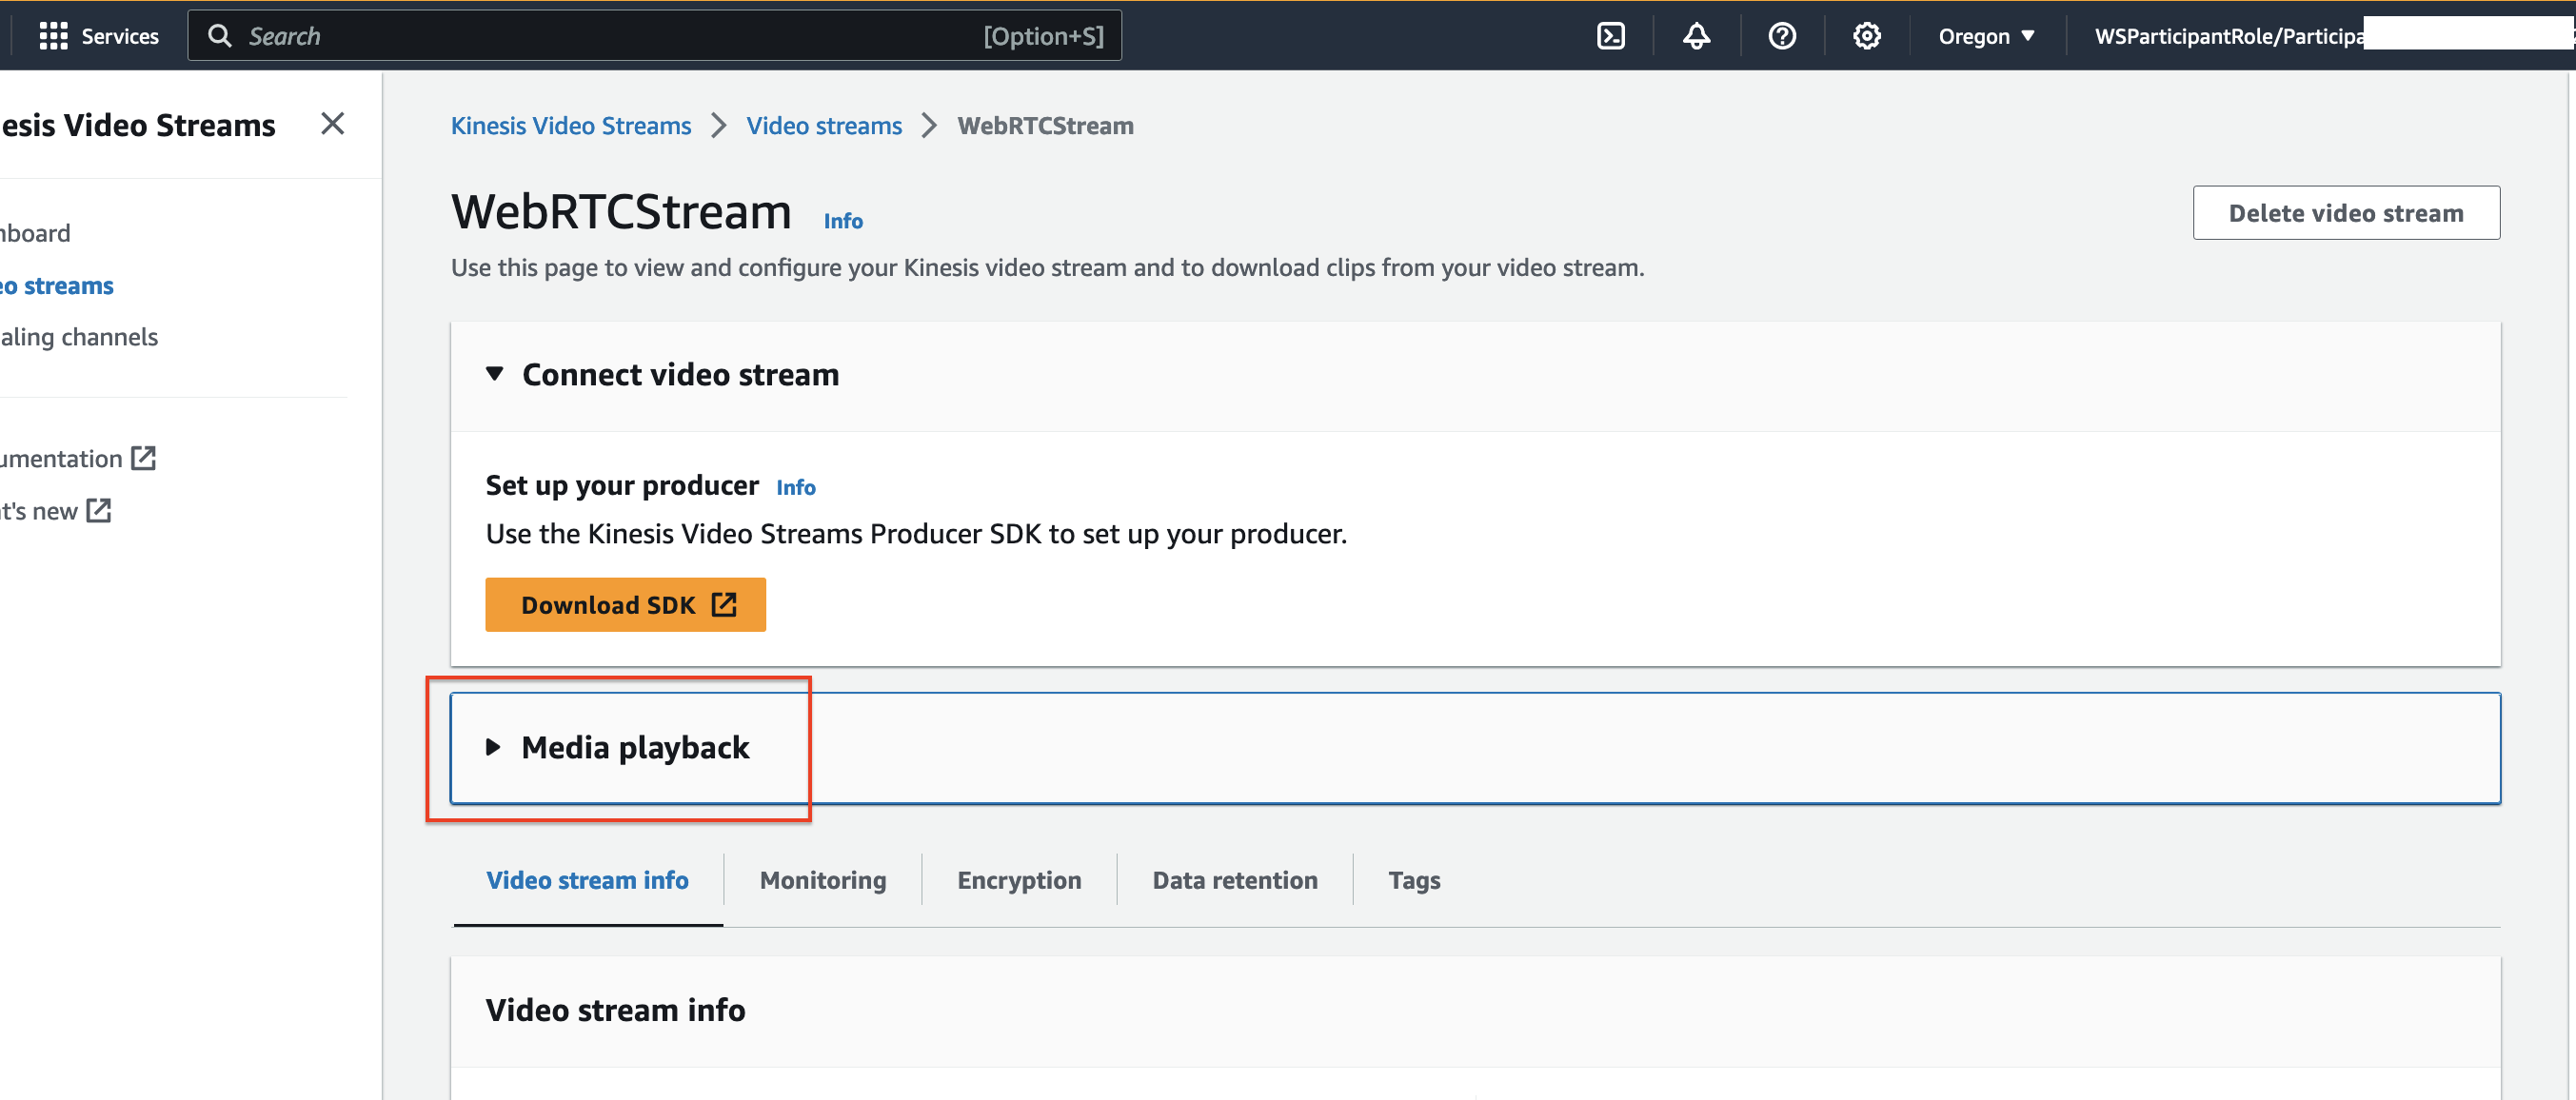 Services
Search [Option+S]
Oregon
WSParticipantRole/Participa
esis Video Streams
board
eo streams
aling channels
umentation
t's new
Kinesis Video Streams > Video streams > WebRTCStream
WebRTCStream Info
Delete video stream
Use this page to view and configure your Kinesis video stream and to download clips from your video stream.
Connect video stream
Set up your producer Info
Use the Kinesis Video Streams Producer SDK to set up your producer.
Download SDK
Media playback
Video stream info
Monitoring
Encryption
Data retention
Tags
Video stream info